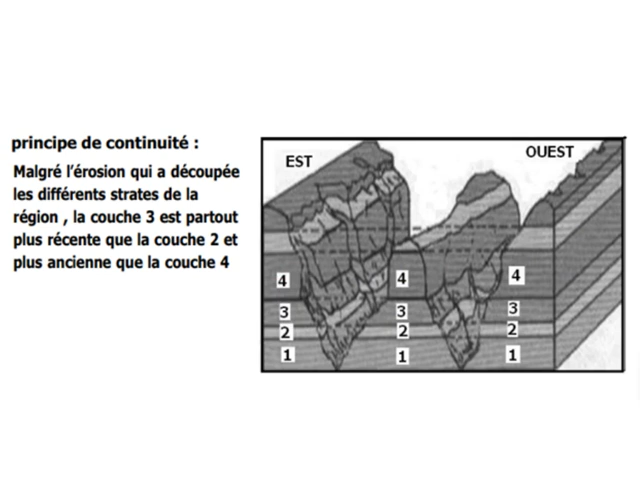 principe de continuité :
Malgré l'érosion qui a découpée
les différents strates de la
région , la couche 3 est partout
plus récente que la couche 2 et
plus ancienne que la couche 4
EST
OUEST
4 4 4
3 3 3
2 2 2
1 1 1